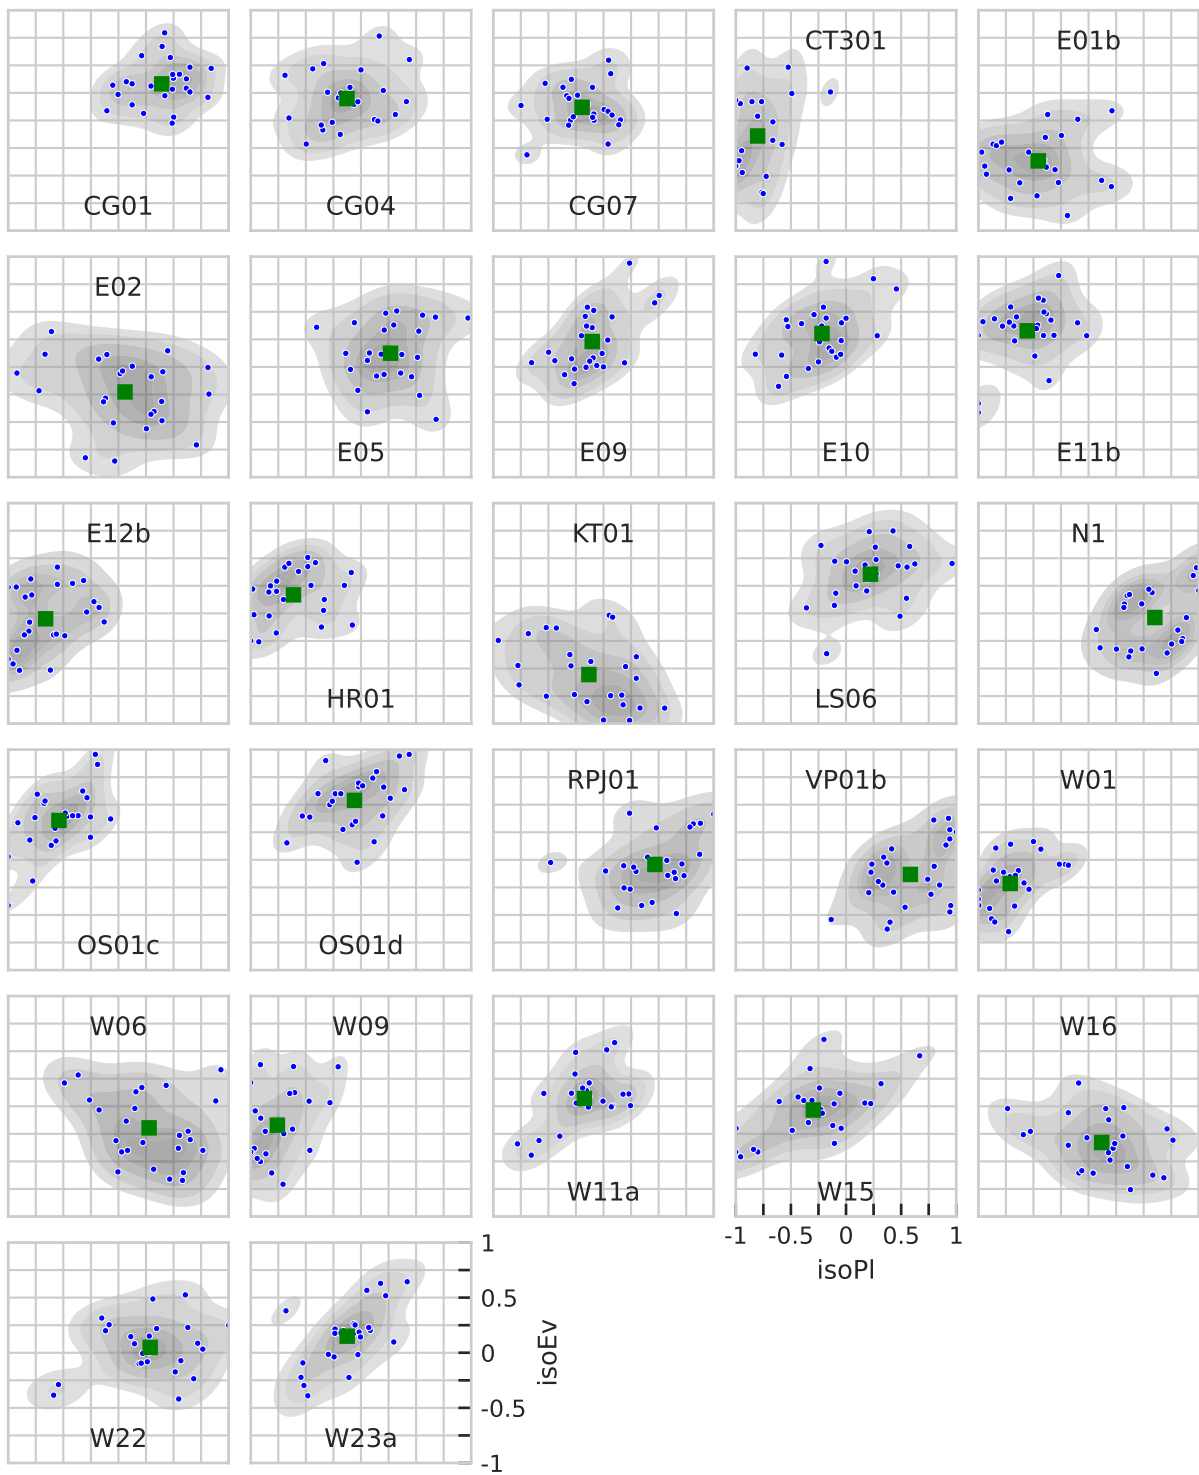 CG01
CG04
CG07
CT301
E01b
E02
E05
E09
E10
E11b
E12b
HR01
KT01
LS06
N1
OS01c
OS01d
RPJ01
VP01b
W01
W06
W09
W11a
W15
W16
-1 -0.5 0 0.5 1
isoPl
W22
W23a
1
0.5
0
-0.5
-1
isoEv